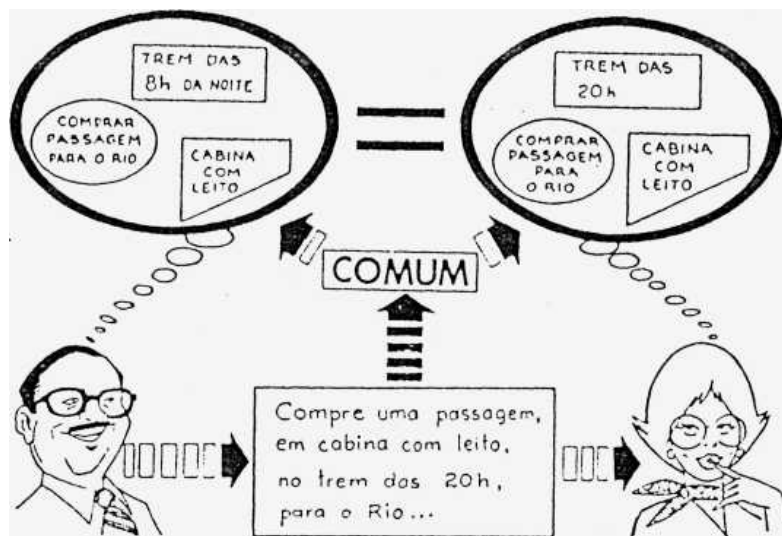 TREM DAS
8h DA NOITE
COMPRAR
PASSAGEM
PARA O RIO
CABINA
COM
LEITO
TREM DAS
20h
COMPRAR
PASSAGEM
PARA
O RIO
CABINA
COM
LEITO
COMUM
Compre uma passagem,
em cabina com leito,
no trem das 20h,
para o Rio...